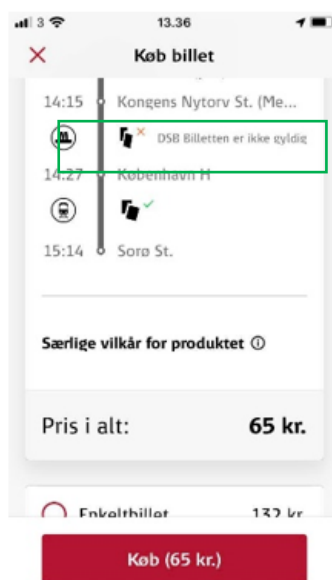 3 13.36
Køb billet
14:15 Kongens Nytorv St. (Me...
DSB Billetten er ikke gyldig
14:27 København H
15:14 Sorø St.
Særlige vilkår for produktet
Pris i alt: 65 kr.
Enkeltbillet 132 kr
Køb (65 kr.)